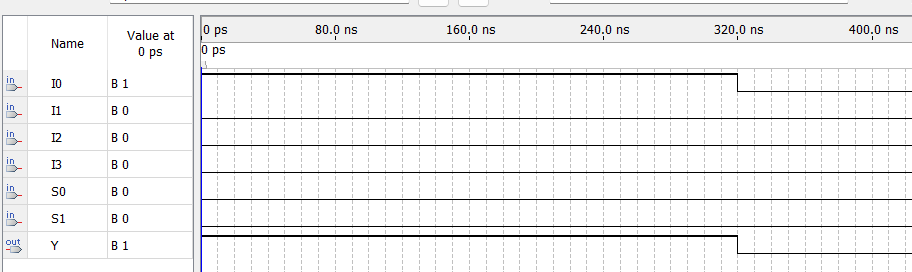 Name Value at 0 ps 0 ps 80.0 ns 160.0 ns 240.0 ns 320.0 ns 400.0 ns
0 ps
in I0 B 1
in I1 B 0
in I2 B 0
in I3 B 0
in S0 B 0
in S1 B 0
out Y B 1